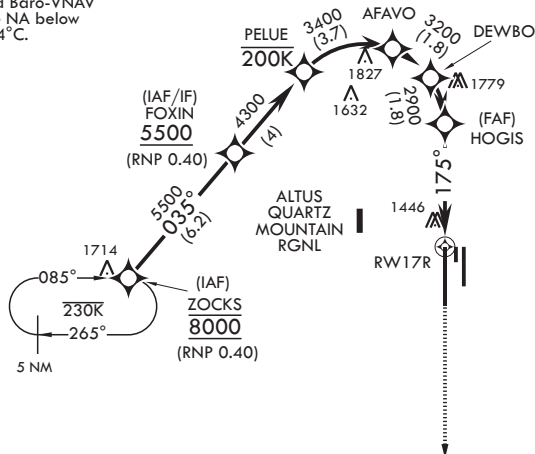 d Baro-VNAV
NA below
4°C.
3400
(3.7)
AFAVO
3200
(1.8)
DEWBO
PELUE
200K
1827
1779
1632
2900
(1.8)
(IAF/IF)
FOXIN
5500
(RNP 0.40)
4300
(4)
(FAF)
HOGIS
175°
5500
035°
(6.2)
ALTUS
QUARTZ
MOUNTAIN
RGNL
1446
RW17R
1714
085°
230K
265°
5 NM
(IAF)
ZOCKS
8000
(RNP 0.40)